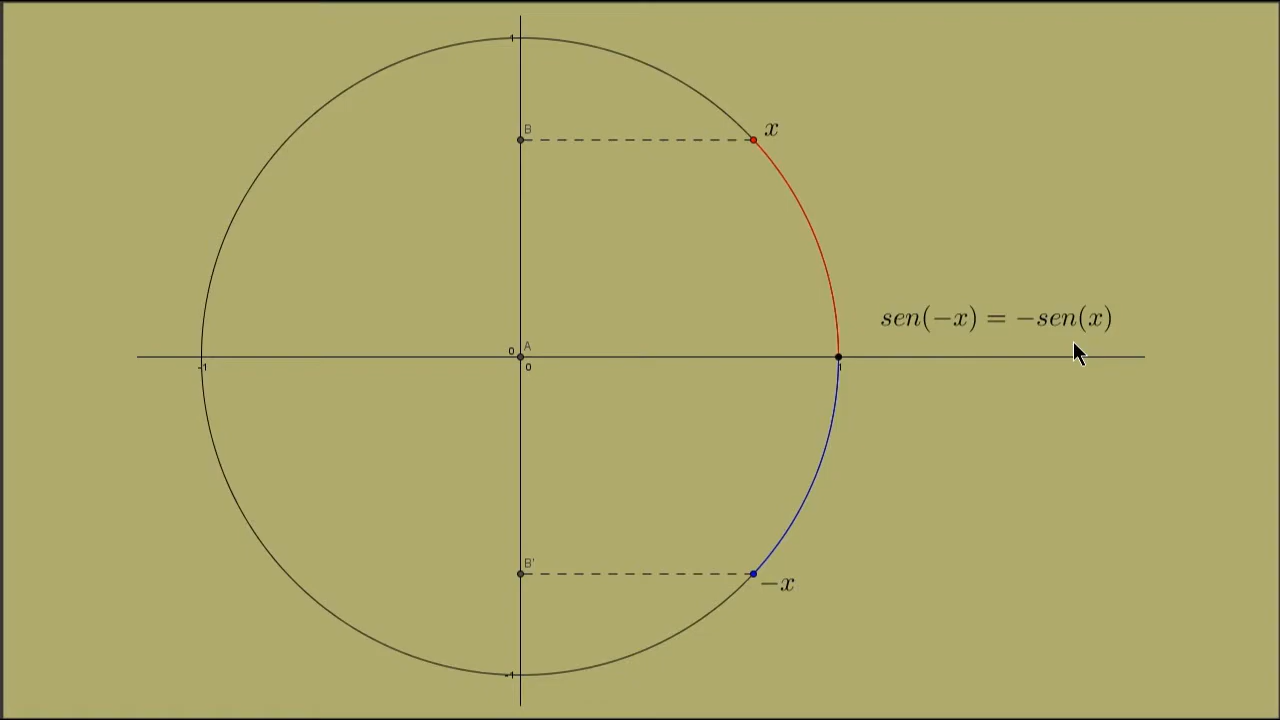 1
B
x
sen(−x) = −sen(x)
0 A
-1 0 1
B'
−x
-1